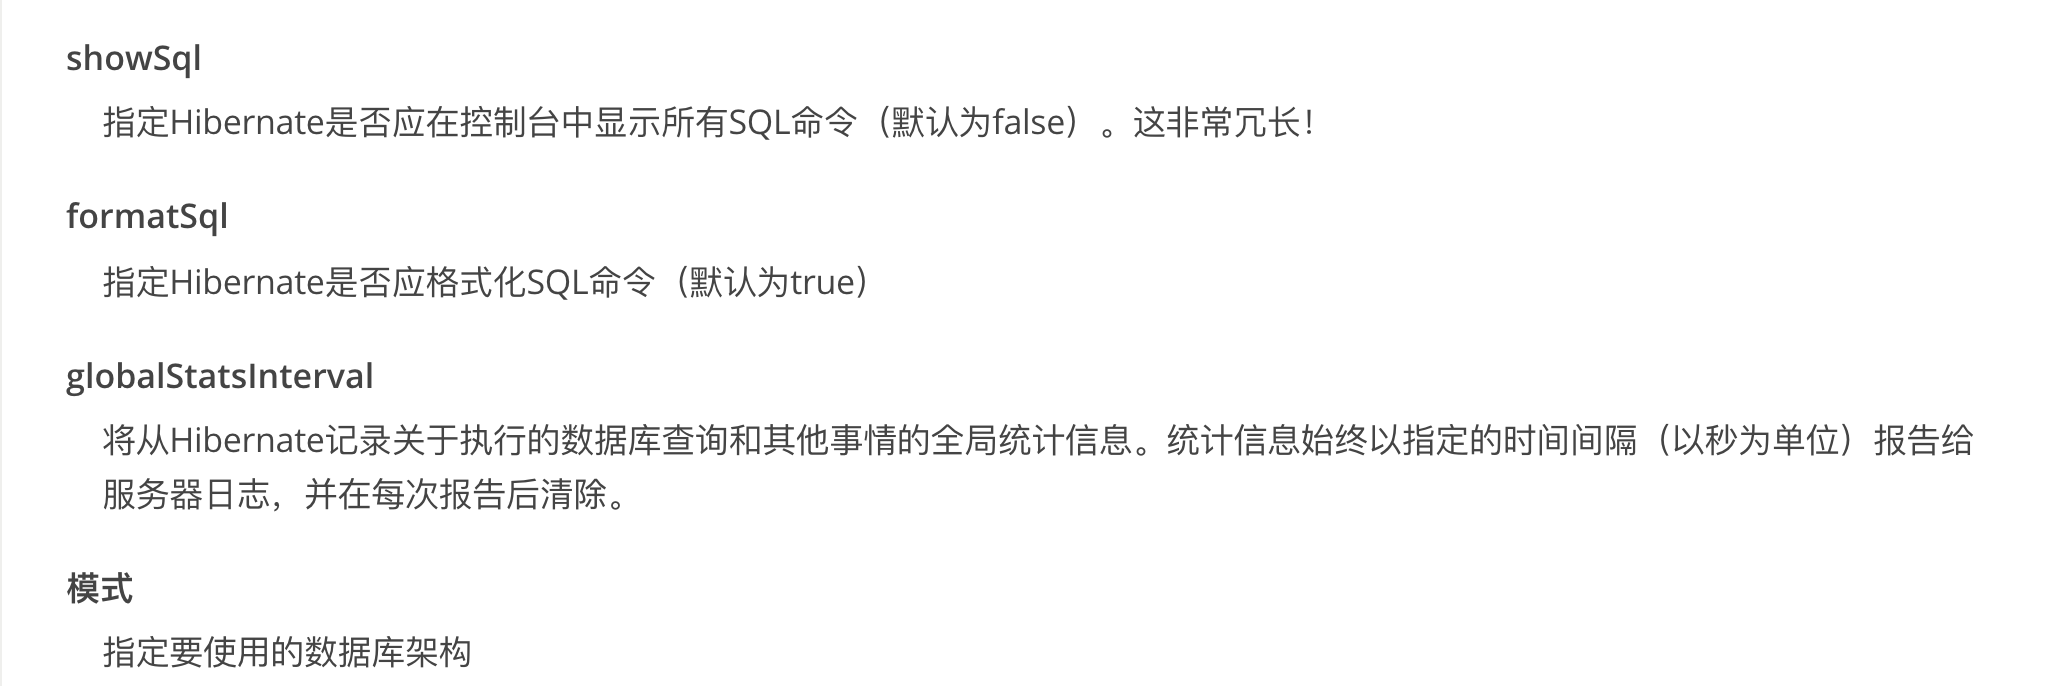 showSql
指定Hibernate是否应在控制台中显示所有SQL命令（默认为false）。这非常冗长！
formatSql
指定Hibernate是否应格式化SQL命令（默认为true）
globalStatsInterval
将从Hibernate记录关于执行的数据库查询和其他事情的全局统计信息。统计信息始终以指定的时间间隔（以秒为单位）报告给
服务器日志，并在每次报告后清除。
模式
指定要使用的数据库架构